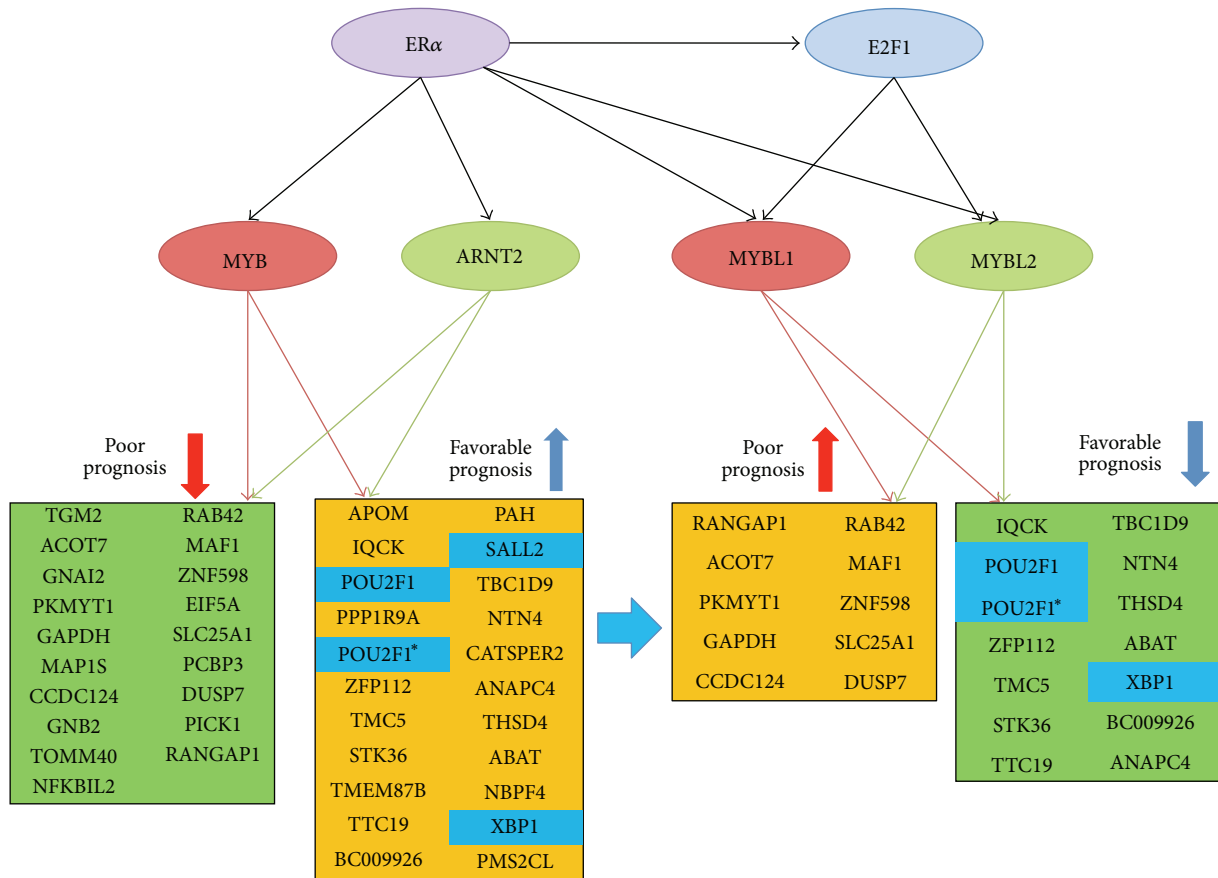 ERα
E2F1
MYB
ARNT2
MYBL1
MYBL2
Poor
prognosis
Favorable
prognosis
Poor
prognosis
Favorable
prognosis
TGM2
ACOT7
GNAI2
PKMYT1
GAPDH
MAP1S
CCDC124
GNB2
TOMM40
NFKBIL2
RAB42
MAF1
ZNF598
EIF5A
SLC25A1
PCBP3
DUSP7
PICK1
RANGAP1
APOM
IQCK
POU2F1
PPP1R9A
POU2F1*
ZFP112
TMC5
STK36
TMEM87B
TTC19
BC009926
PAH
SALL2
TBC1D9
NTN4
CATSPER2
ANAPC4
THSD4
ABAT
NBPF4
XBP1
PMS2CL
RANGAP1
ACOT7
PKMYT1
GAPDH
CCDC124
RAB42
MAF1
ZNF598
SLC25A1
DUSP7
IQCK
POU2F1
POU2F1*
ZFP112
TMC5
STK36
TTC19
TBC1D9
NTN4
THSD4
ABAT
XBP1
BC009926
ANAPC4